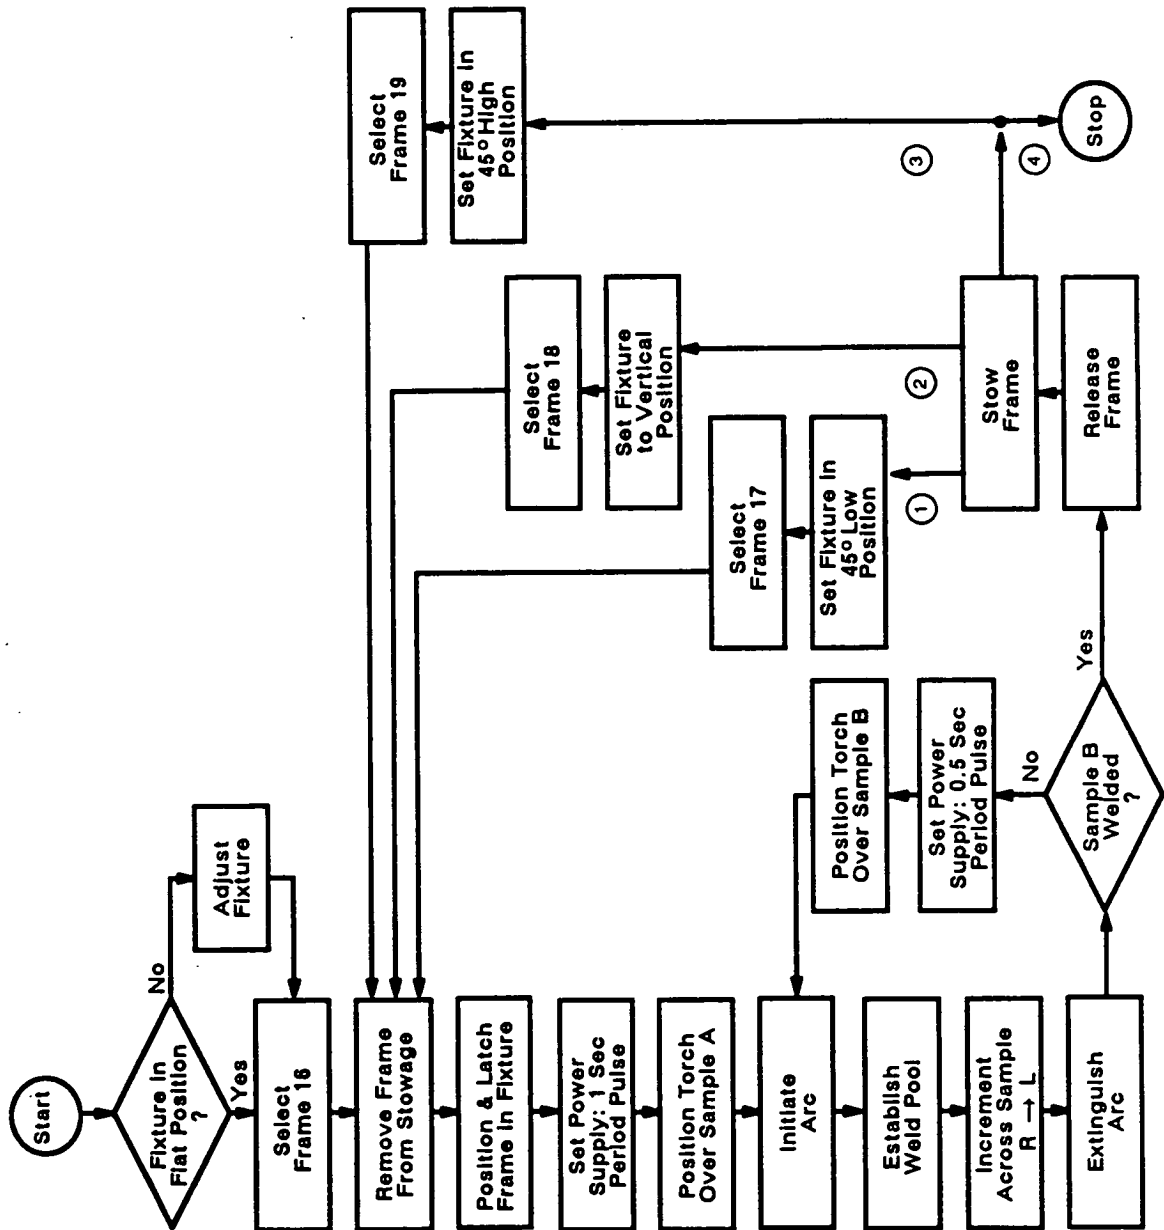 Start
Fixture In
Flat Position
?
No
Adjust
Fixture
Yes
Select
Frame 16
Remove Frame
From Stowage
Position & Latch
Frame in Fixture
Set Power
Supply: 1 Sec
Period Pulse
Position Torch
Over Sample A
Initiate
Arc
Establish
Weld Pool
Increment
Across Sample
R → L
Extinguish
Arc
Sample B
Welded
?
No
Set Power
Supply: 0.5 Sec
Period Pulse
Position Torch
Over Sample B
Yes
Release
Frame
Stow
Frame
1
Set Fixture In
45° Low
Position
Select
Frame 17
2
Set Fixture
to Vertical
Position
Select
Frame 18
3
Set Fixture In
45° High
Position
Select
Frame 19
4
Stop